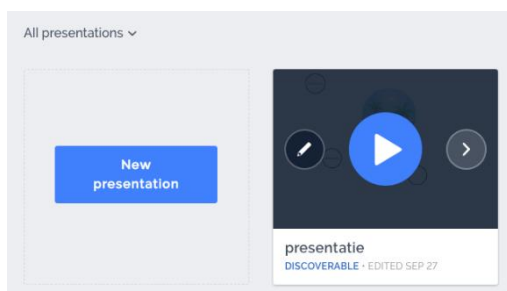 All presentations
New
presentation
presentatie
DISCOVERABLE • EDITED SEP 27